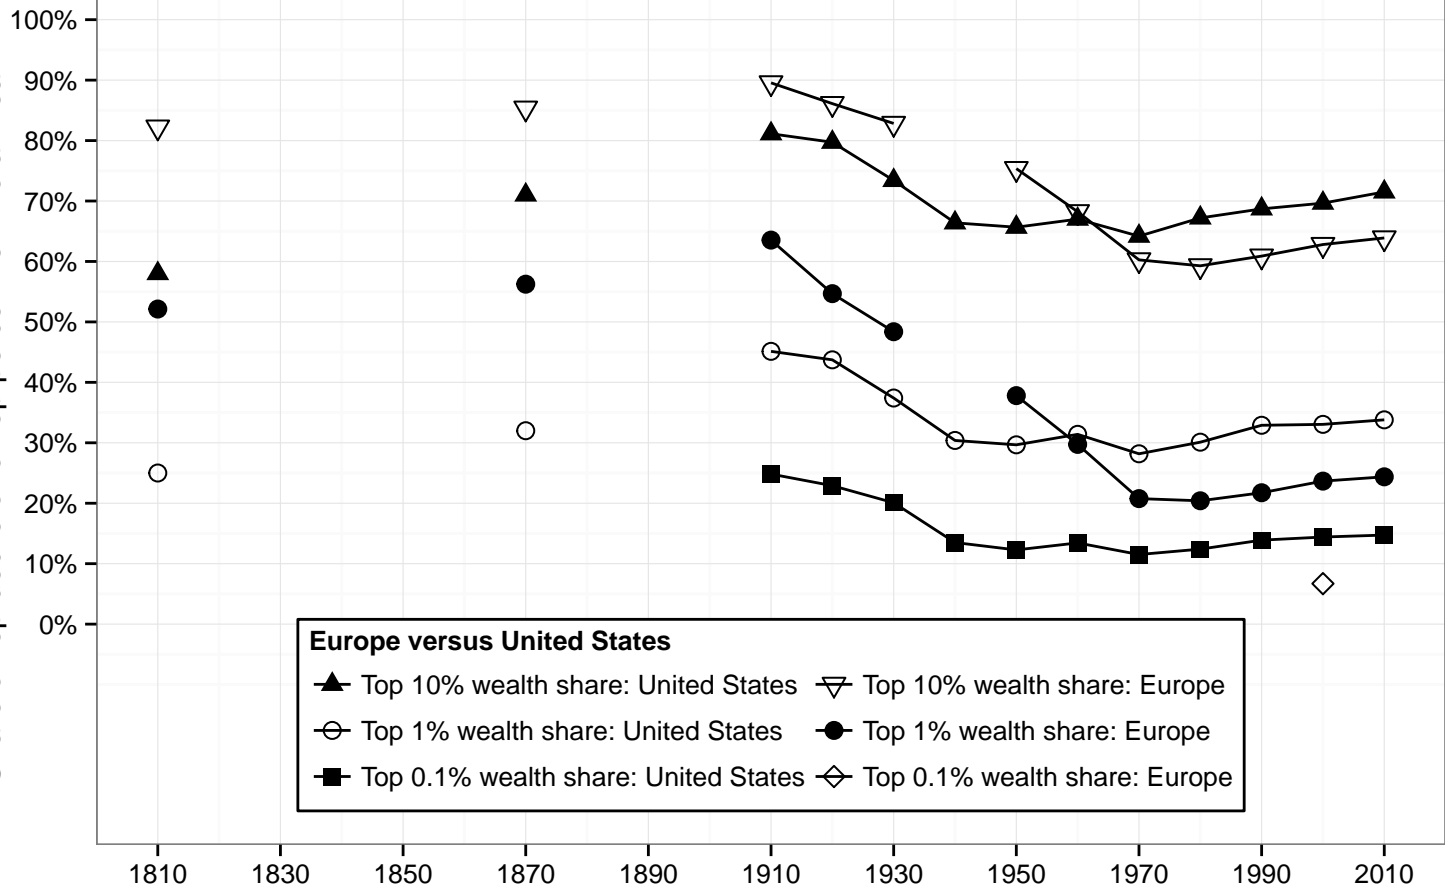 100%
90%
80%
70%
60%
50%
40%
30%
20%
10%
0%
Europe versus United States
Top 10% wealth share: United States Top 10% wealth share: Europe
Top 1% wealth share: United States Top 1% wealth share: Europe
Top 0.1% wealth share: United States Top 0.1% wealth share: Europe
1810 1830 1850 1870 1890 1910 1930 1950 1970 1990 2010